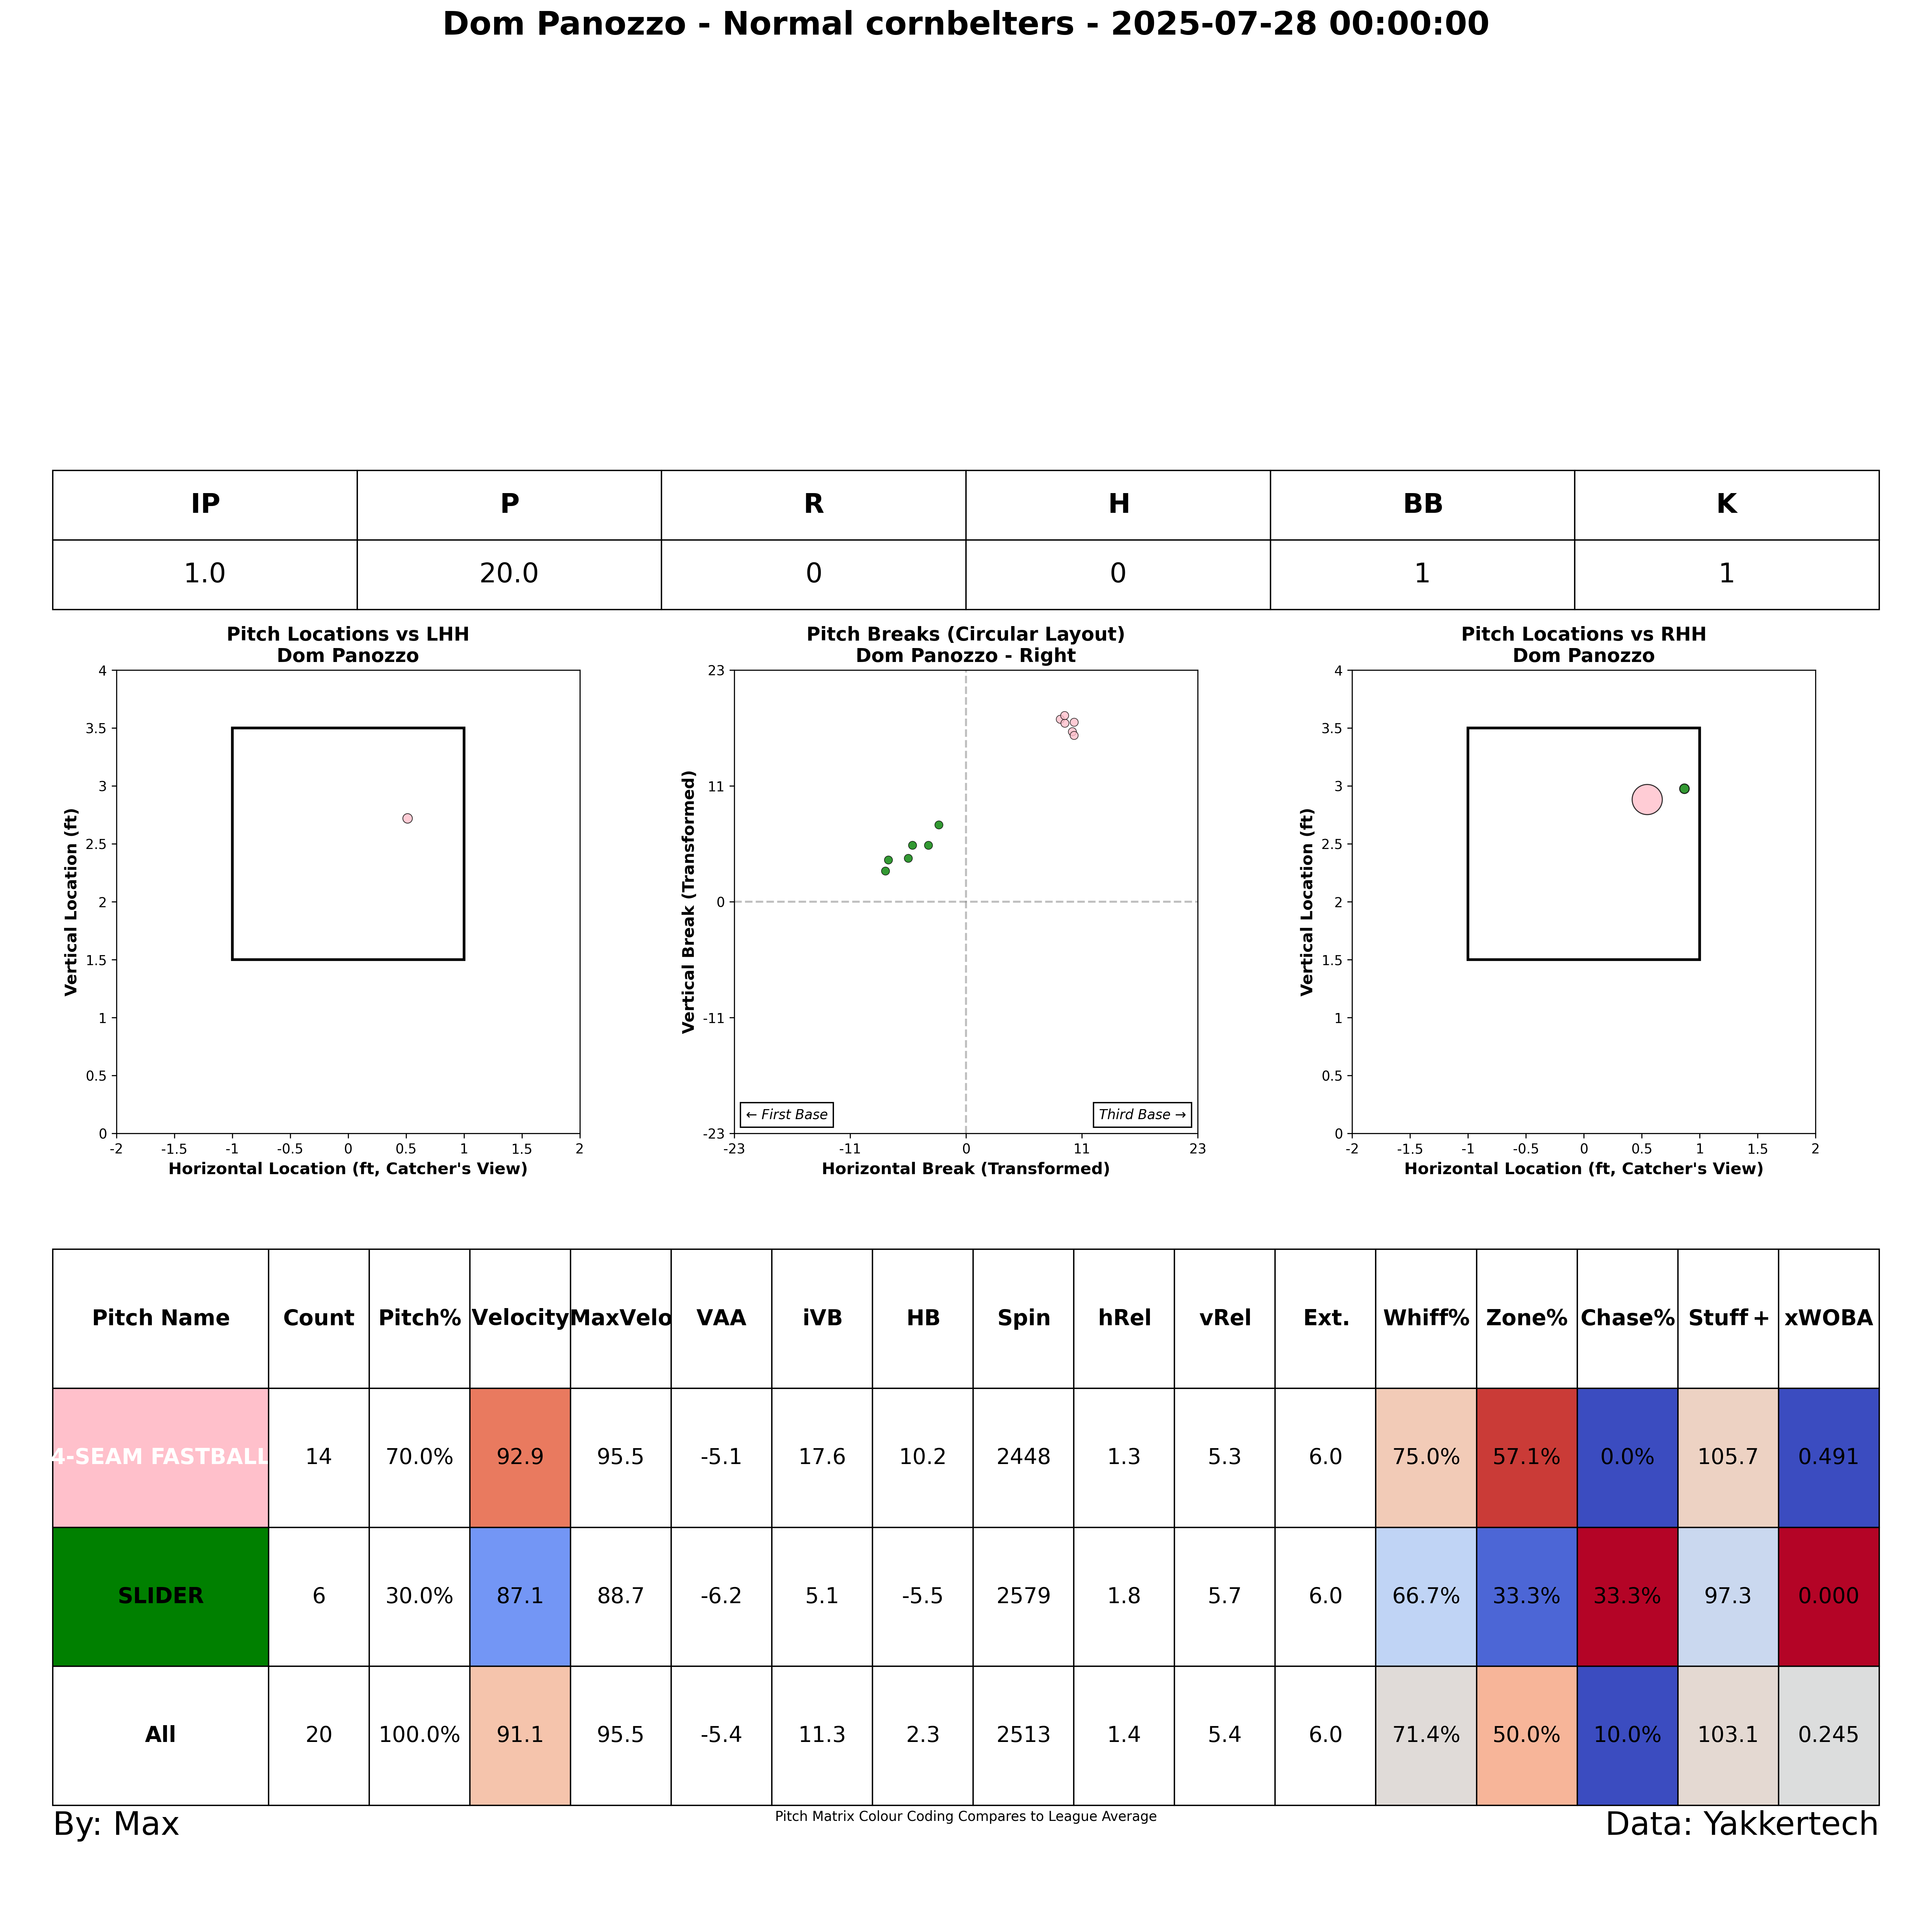 Dom Panozzo - Normal cornbelters - 2025-07-28 00:00:00
IP P R H BB K
1.0 20.0 0 0 1 1
Pitch Locations vs LHH
Dom Panozzo
4
3.5
3
2.5
2
1.5
1
0.5
0
Vertical Location (ft)
-2 -1.5 -1 -0.5 0 0.5 1 1.5 2
Horizontal Location (ft, Catcher's View)
Pitch Breaks (Circular Layout)
Dom Panozzo - Right
23
11
0
-11
-23
Vertical Break (Transformed)
← First Base
Third Base →
-23 -11 0 11 23
Horizontal Break (Transformed)
Pitch Locations vs RHH
Dom Panozzo
4
3.5
3
2.5
2
1.5
1
0.5
0
Vertical Location (ft)
-2 -1.5 -1 -0.5 0 0.5 1 1.5 2
Horizontal Location (ft, Catcher's View)
Pitch Name Count Pitch% Velocity MaxVelo VAA iVB HB Spin hRel vRel Ext. Whiff% Zone% Chase% Stuff+ xWOBA
4-SEAM FASTBALL 14 70.0% 92.9 95.5 -5.1 17.6 10.2 2448 1.3 5.3 6.0 75.0% 57.1% 0.0% 105.7 0.491
SLIDER 6 30.0% 87.1 88.7 -6.2 5.1 -5.5 2579 1.8 5.7 6.0 66.7% 33.3% 33.3% 97.3 0.000
All 20 100.0% 91.1 95.5 -5.4 11.3 2.3 2513 1.4 5.4 6.0 71.4% 50.0% 10.0% 103.1 0.245
By: Max
Pitch Matrix Colour Coding Compares to League Average
Data: Yakkertech